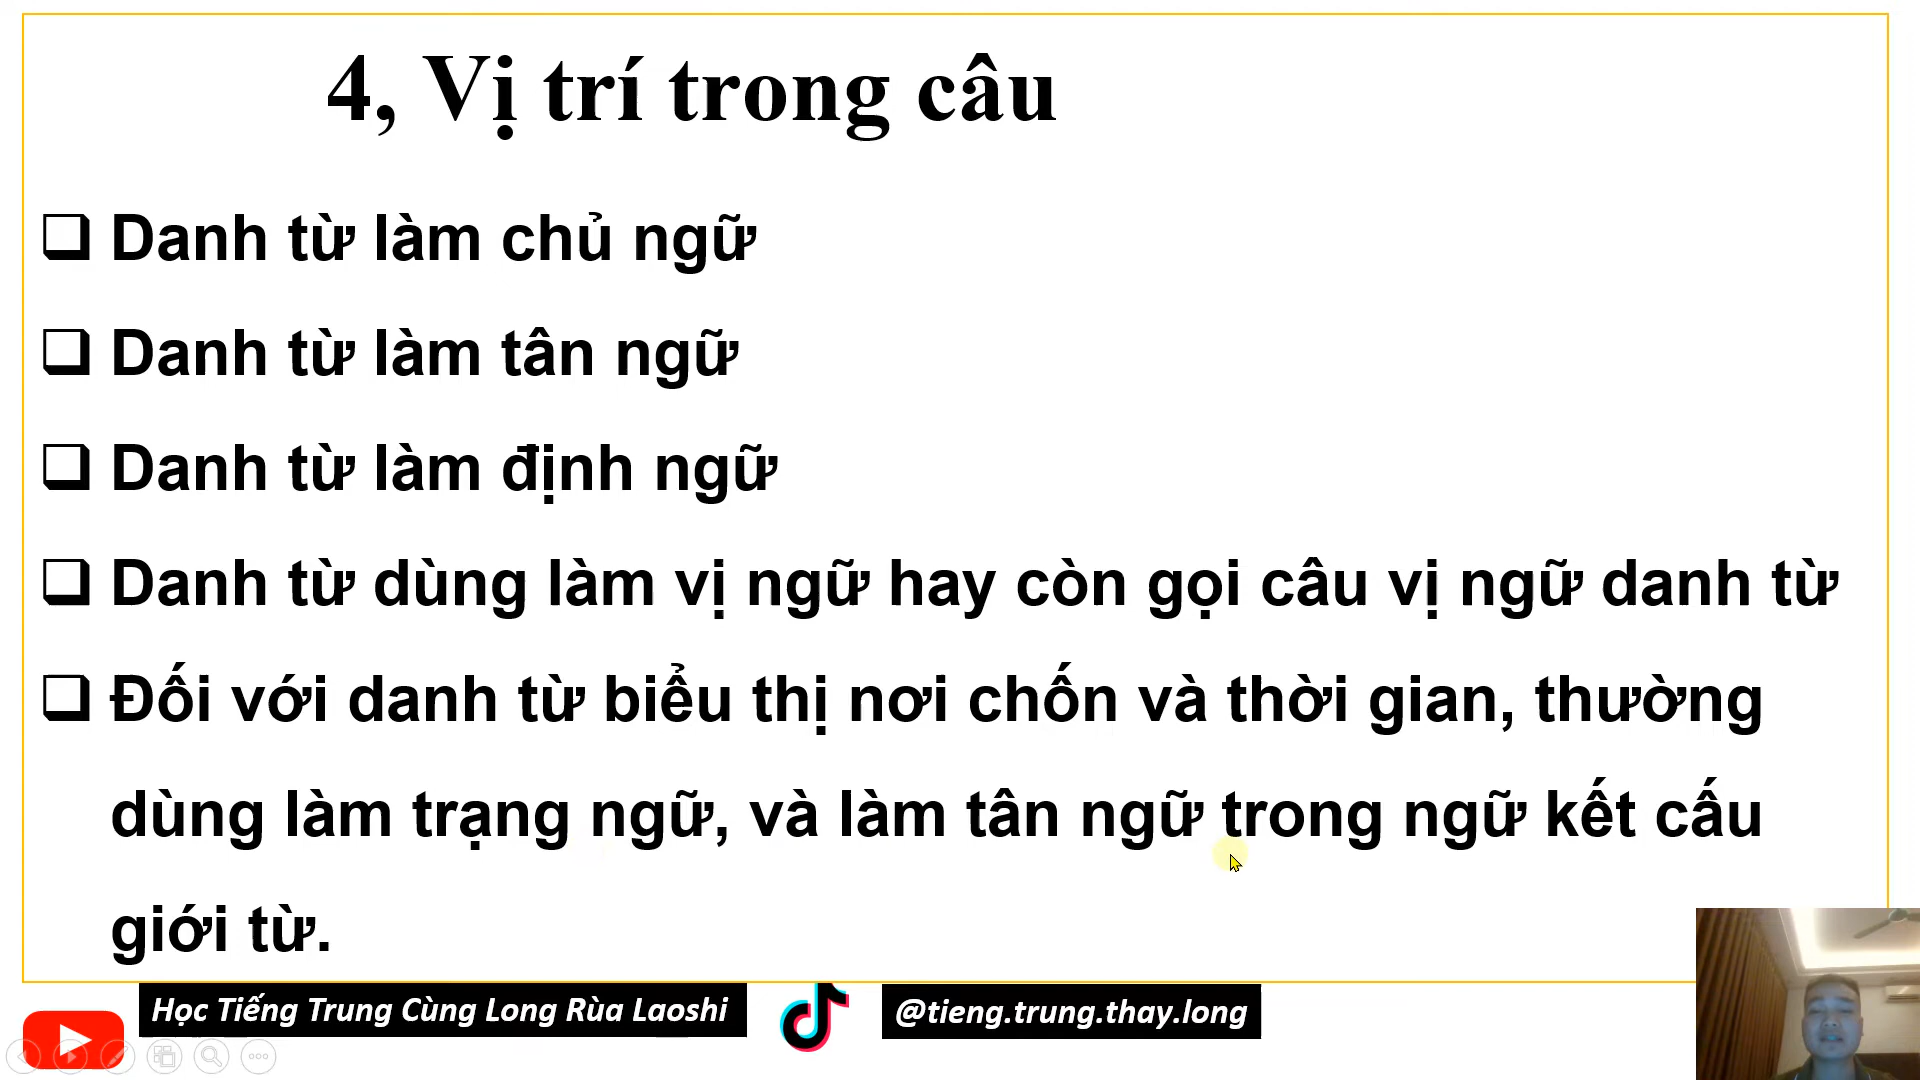 4, Vị trí trong câu
Danh từ làm chủ ngữ
Danh từ làm tân ngữ
Danh từ làm định ngữ
Danh từ dùng làm vị ngữ hay còn gọi câu vị ngữ danh từ
Đối với danh từ biểu thị nơi chốn và thời gian, thường
dùng làm trạng ngữ, và làm tân ngữ trong ngữ kết cấu
giới từ.
Học Tiếng Trung Cùng Long Rùa Laoshi
@tieng.trung.thay.long